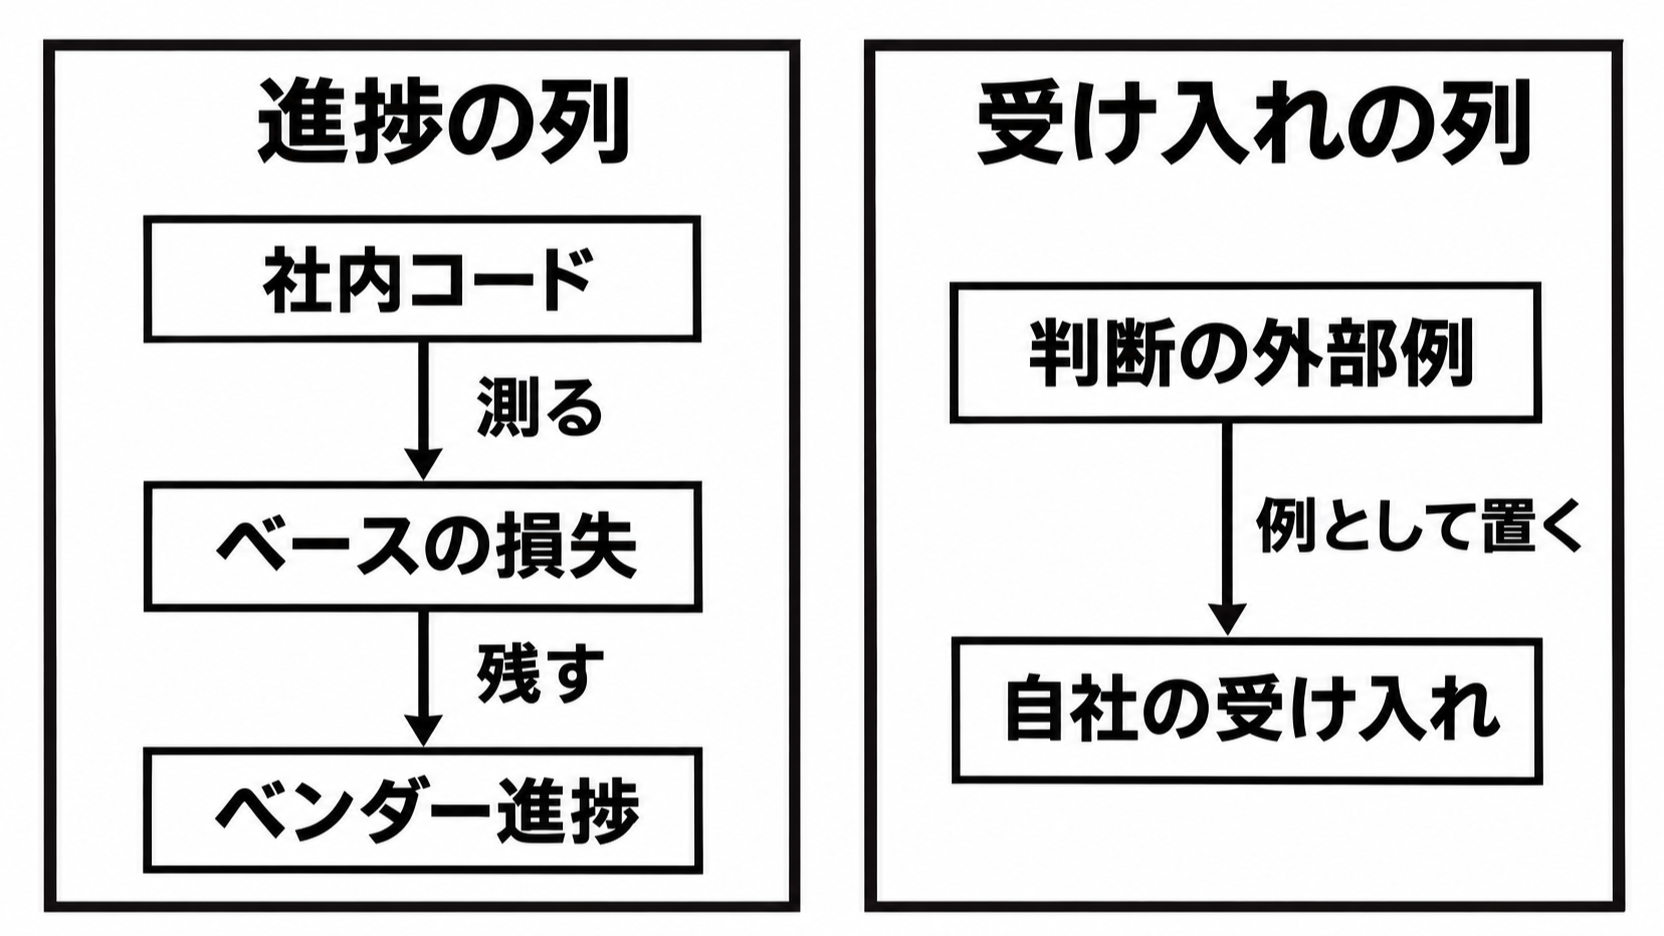 進捗の列
社内コード
測る
ベースの損失
残す
ベンダー進捗
受け入れの列
判断の外部例
例として置く
自社の受け入れ